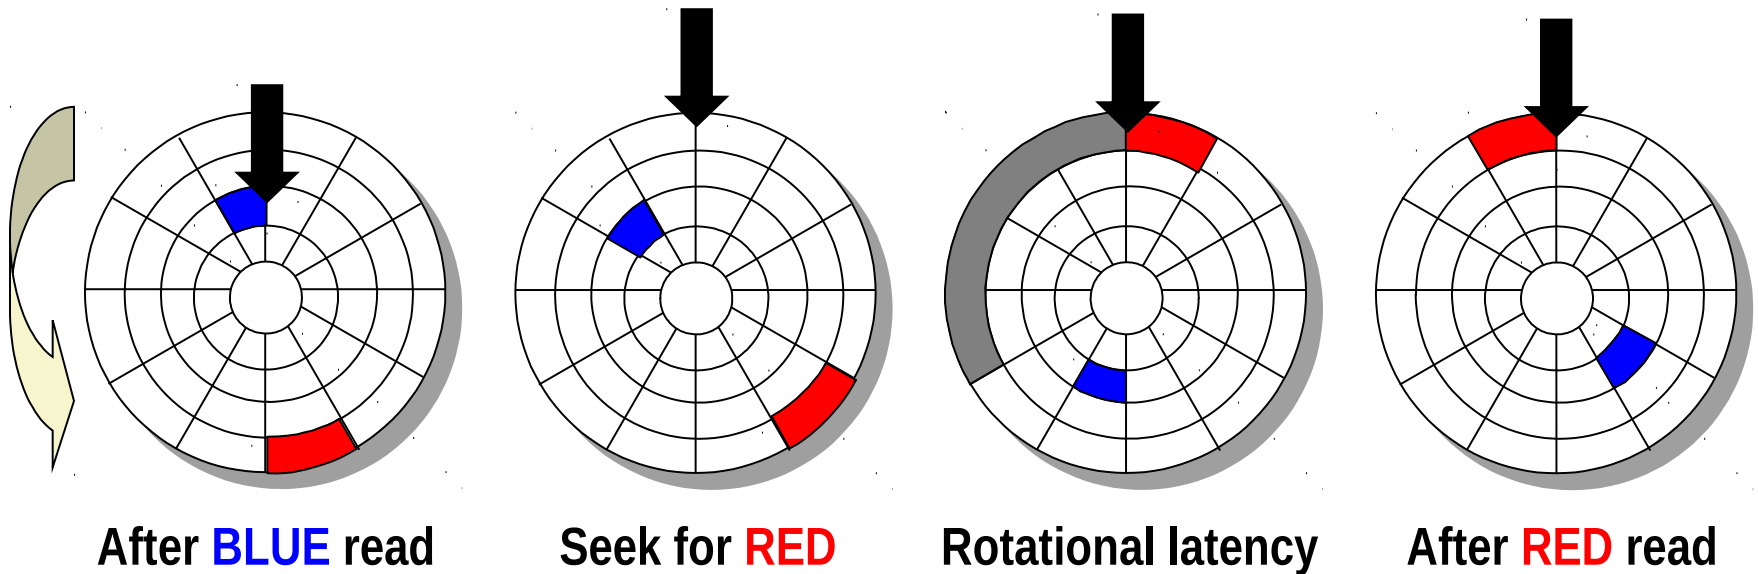 After BLUE read
Seek for RED
Rotational latency
After RED read